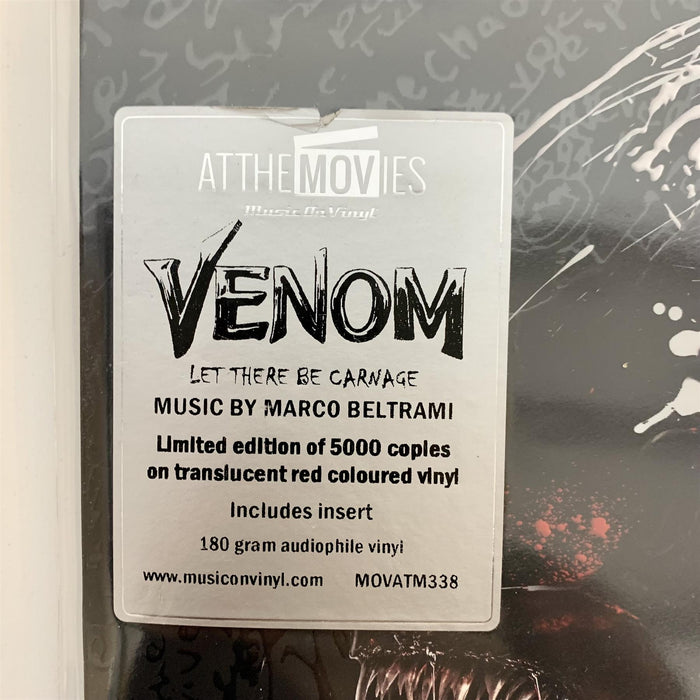 ATTHEMOVIES
Music On Vinyl
VENOM
LET THERE BE CARNAGE
MUSIC BY MARCO BELTRAMI
Limited edition of 5000 copies
on translucent red coloured vinyl
Includes insert
180 gram audiophile vinyl
www.musiconvinyl.com MOVATM338